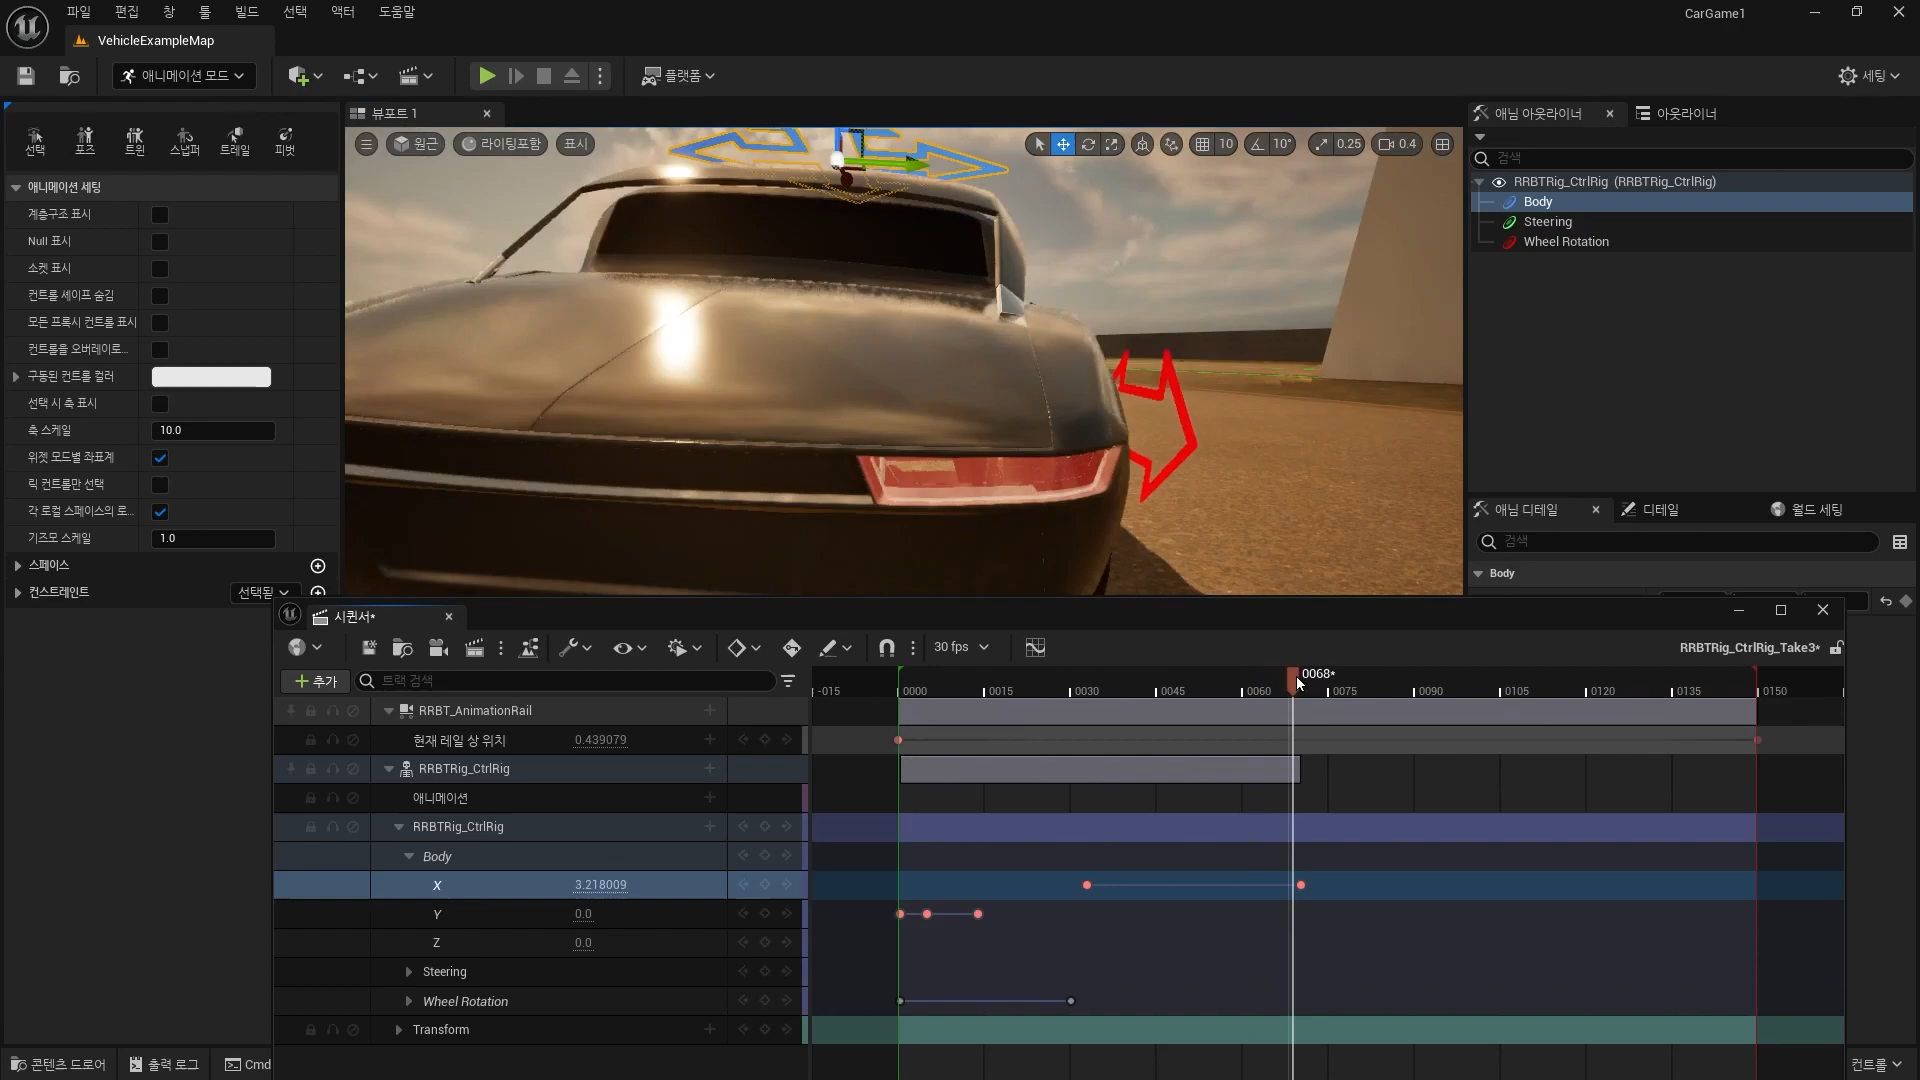 파일 편집 창 툴 빌드 선택 액터 도움말
CarGame1
VehicleExampleMap
애니메이션 모드
플랫폼
세팅
선택 포즈 트윈 스냅퍼 트레일 피벗
애니메이션 세팅
계층구조 표시
Null 표시
소켓 표시
컨트롤 셰이프 숨김
모든 프록시 컨트롤 표시
컨트롤을 오버레이로...
구동된 컨트롤 컬러
선택 시 축 표시
축 스케일 10.0
위젯 모드별 좌표계
릭 컨트롤만 선택
각 로컬 스페이스의 로...
기즈모 스케일 1.0
스페이스
컨스트레인트 선택됨
뷰포트 1
원근 라이팅포함 표시
10 10° 0.25 0.4
애님 아웃라이너 아웃라이너
검색
RRBTRig_CtrlRig (RRBTRig_CtrlRig)
Body
Steering
Wheel Rotation
애님 디테일 디테일 월드 세팅
검색
Body
시퀀서*
30 fps
RRBTRig_CtrlRig_Take3*
추가 트랙 검색
0068*
-015 0000 0015 0030 0045 0060 0075 0090 0105 0120 0135 0150
RRBT_AnimationRail
현재 레일 상 위치 0.439079
RRBTRig_CtrlRig
애니메이션
RRBTRig_CtrlRig
Body
X 3.218009
Y 0.0
Z 0.0
Steering
Wheel Rotation
Transform
콘텐츠 드로어 출력 로그 Cmd
컨트롤